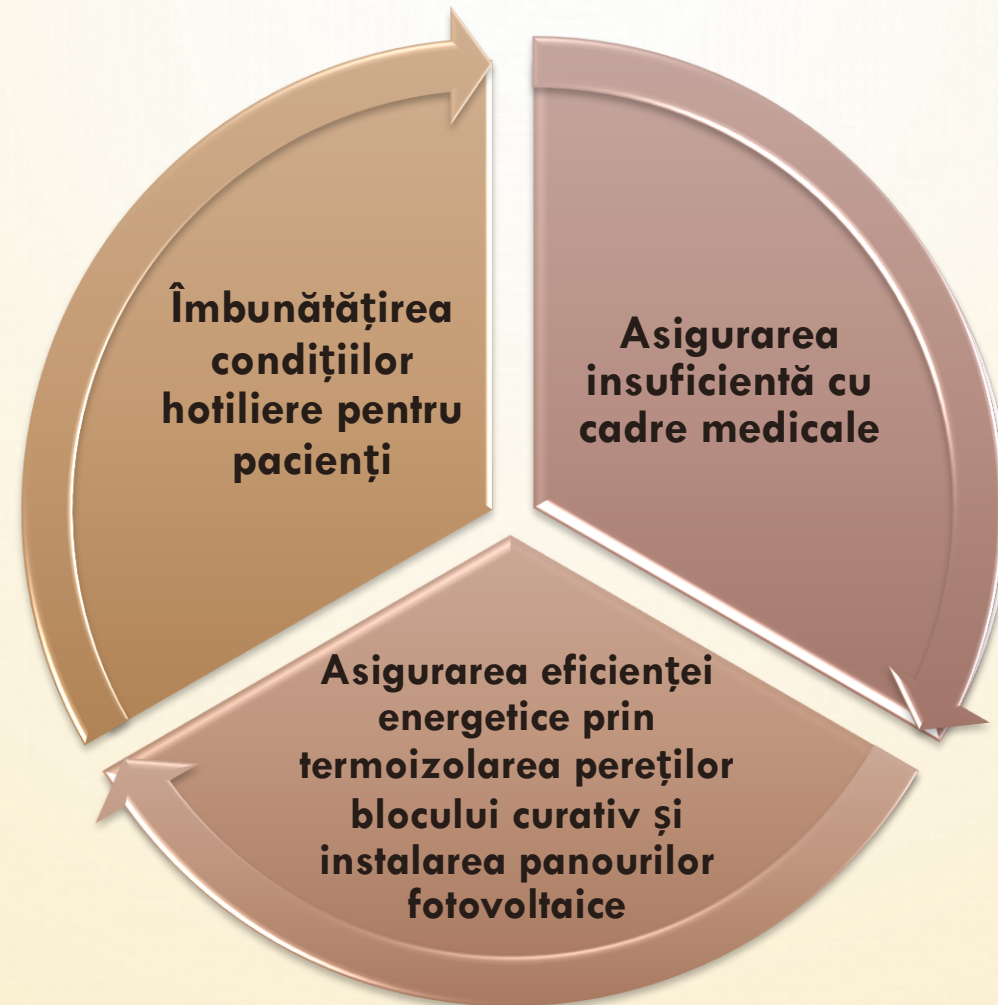 Îmbunătățirea
condițiilor
hotiliere pentru
pacienți
Asigurarea
insuficientă cu
cadre medicale
Asigurarea eficienței
energetice prin
termoizolarea pereților
blocului curativ și
instalarea panourilor
fotovoltaice